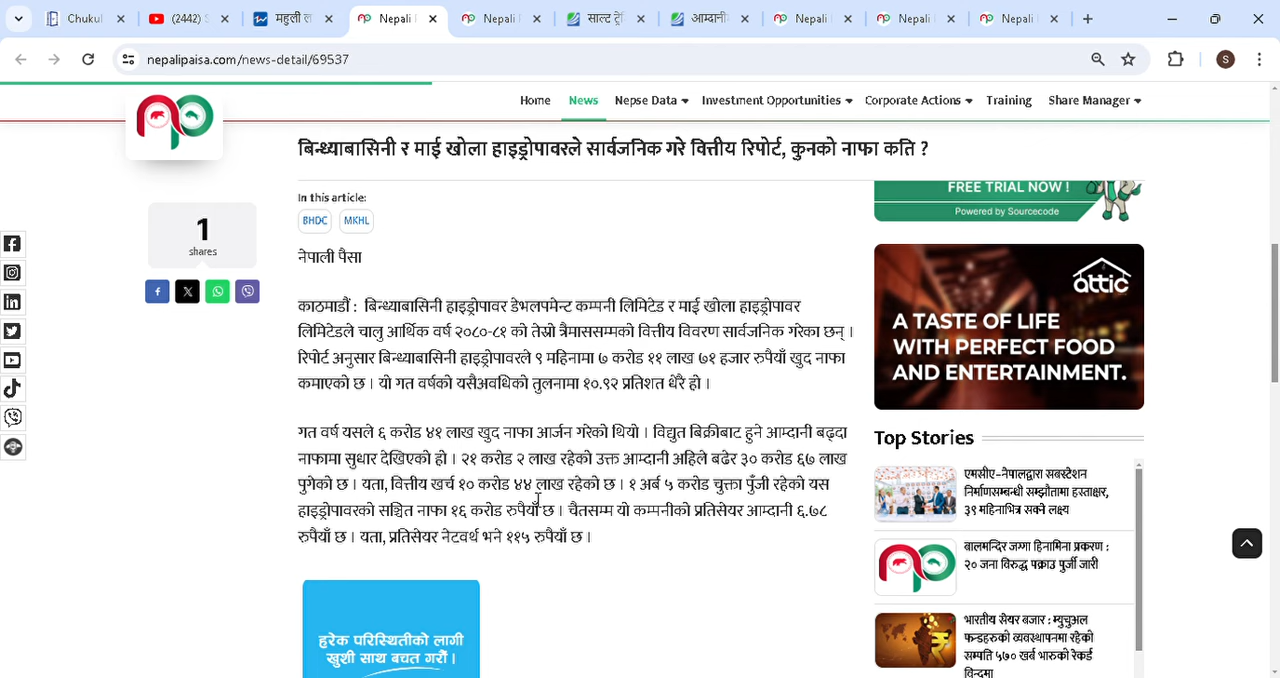 Chukul
(2442) S
महुली ल
Nepali
Nepali
साल्ट ट्रे
आम्दानी
Nepali
Nepali
Nepali
nepalipaisa.com/news-detail/69537
S
Home News Nepse Data Investment Opportunities Corporate Actions Training Share Manager
बिन्ध्याबासिनी र माई खोला हाइड्रोपावरले सार्वजनिक गरे वित्तीय रिपोर्ट, कुनको नाफा कति ?
In this article:
BHDC MKHL
1
shares
नेपाली पैसा
काठमाडौं : बिन्ध्याबासिनी हाइड्रोपावर डेभलपमेन्ट कम्पनी लिमिटेड र माई खोला हाइड्रोपावर
लिमिटेडले चालु आर्थिक वर्ष २०८०-८१ को तेस्रो त्रैमाससम्मको वित्तीय विवरण सार्वजनिक गरेका छन् ।
रिपोर्ट अनुसार बिन्ध्याबासिनी हाइड्रोपावरले ९ महिनामा ७ करोड ११ लाख ७१ हजार रुपैयाँ खुद नाफा
कमाएको छ । यो गत वर्षको यसैअवधिको तुलनामा १०.९२ प्रतिशत धेरै हो ।
गत वर्ष यसले ६ करोड ४१ लाख खुद नाफा आर्जन गरेको थियो । विद्युत बिक्रीबाट हुने आम्दानी बढ्दा
नाफामा सुधार देखिएको हो । २१ करोड २ लाख रहेको उक्त आम्दानी अहिले बढेर ३० करोड ६७ लाख
पुगेको छ । यता, वित्तीय खर्च १० करोड ४४ लाख रहेको छ । १ अर्ब ५ करोड चुक्ता पुँजी रहेको यस
हाइड्रोपावरको सञ्चित नाफा १६ करोड रुपैयाँ छ । चैतसम्म यो कम्पनीको प्रतिसेयर आम्दानी ६.७८
रुपैयाँ छ । यता, प्रतिसेयर नेटवर्थ भने ११५ रुपैयाँ छ ।
हरेक परिस्थितीको लागी
खुशी साथ बचत गरौं ।
FREE TRIAL NOW !
Powered by Sourcecode
attic
A TASTE OF LIFE
WITH PERFECT FOOD
AND ENTERTAINMENT.
Top Stories
एमसीए–नेपालद्वारा सबस्टेशन
निर्माणसम्बन्धी सम्झौतामा हस्ताक्षर,
३९ महिनाभित्र सक्ने लक्ष्य
बालमन्दिर जग्गा हिनामिना प्रकरण :
२० जना विरुद्ध पक्राउ पुर्जी जारी
भारतीय सेयर बजार : म्युचुअल
फन्डहरुको व्यवस्थापनमा रहेको
सम्पति ५७० खर्ब भारुको रेकर्ड
विन्दुमा